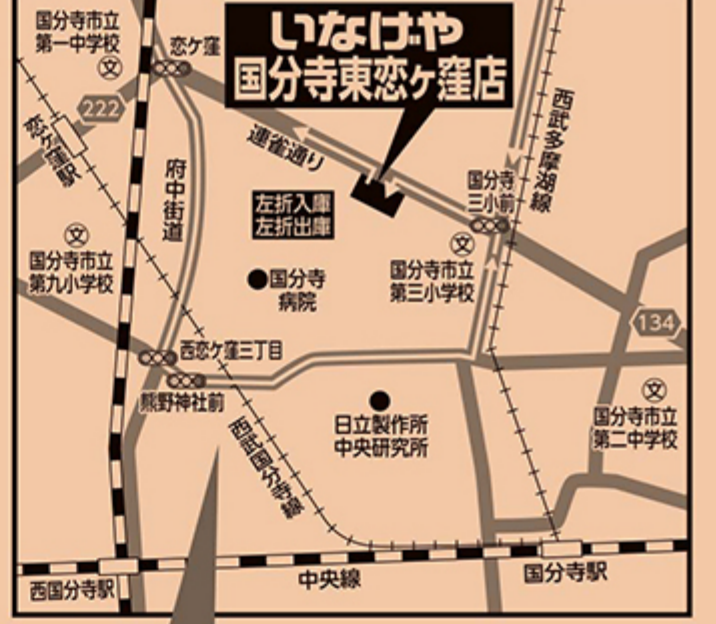 いなげや
国分寺東恋ヶ窪店
国分寺市立
第一中学校
文
恋ケ窪
222
恋ケ窪駅
連雀通り
西武多摩湖線
府中街道
左折入庫
左折出庫
国分寺
三小前
文
国分寺市立
第九小学校
文
国分寺市立
第三小学校
国分寺
病院
134
西恋ケ窪三丁目
熊野神社前
日立製作所
中央研究所
文
国分寺市立
第二中学校
西武国分寺線
西国分寺駅
中央線
国分寺駅